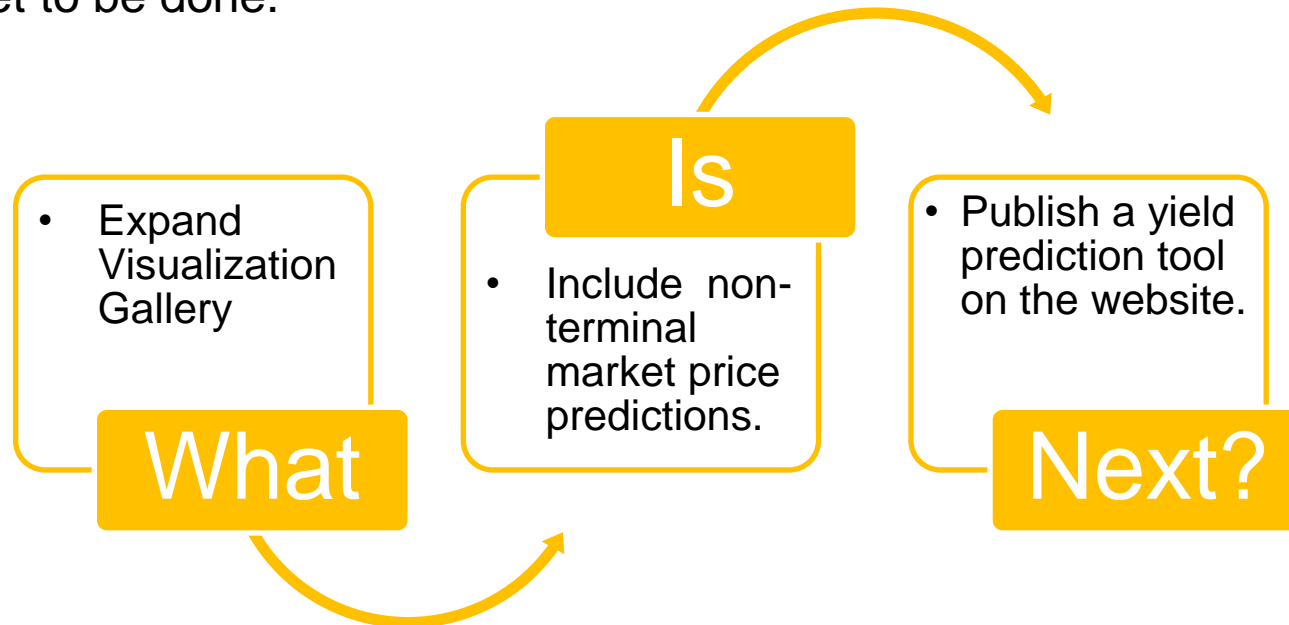 to be done.
• Expand
Visualization
Gallery
What
Is
• Include non-
terminal
market price
predictions.
• Publish a yield
prediction tool
on the website.
Next?